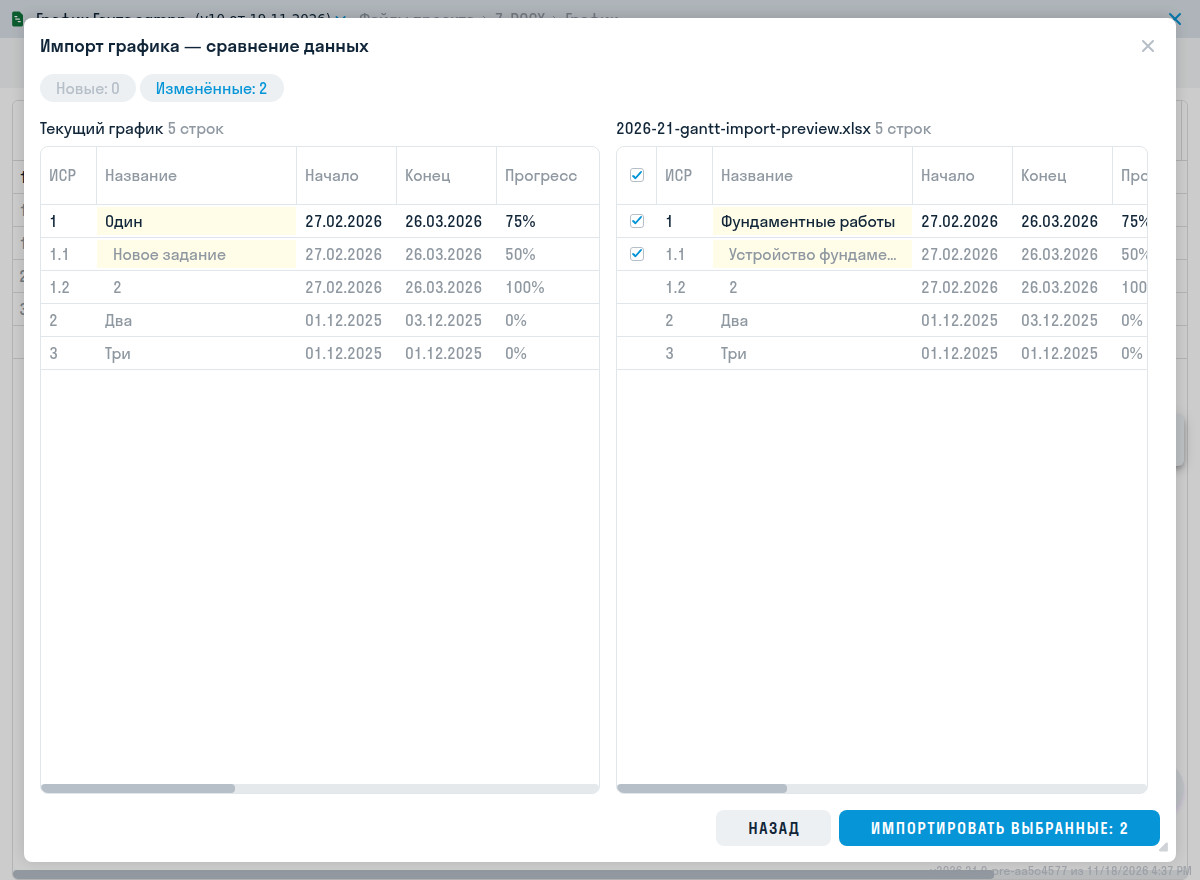 Импорт графика — сравнение данных
Новые: 0 Изменённые: 2
Текущий график 5 строк
ИСР Название Начало Конец Прогресс
1 Один 27.02.2026 26.03.2026 75%
1.1 Новое задание 27.02.2026 26.03.2026 50%
1.2 2 27.02.2026 26.03.2026 100%
2 Два 01.12.2025 03.12.2025 0%
3 Три 01.12.2025 01.12.2025 0%
2026-21-gantt-import-preview.xlsx 5 строк
ИСР Название Начало Конец Про
1 Фундаментные работы 27.02.2026 26.03.2026 75%
1.1 Устройство фундаме... 27.02.2026 26.03.2026 50%
1.2 2 27.02.2026 26.03.2026 100
2 Два 01.12.2025 03.12.2025 0%
3 Три 01.12.2025 01.12.2025 0%
НАЗАД ИМПОРТИРОВАТЬ ВЫБРАННЫЕ: 2